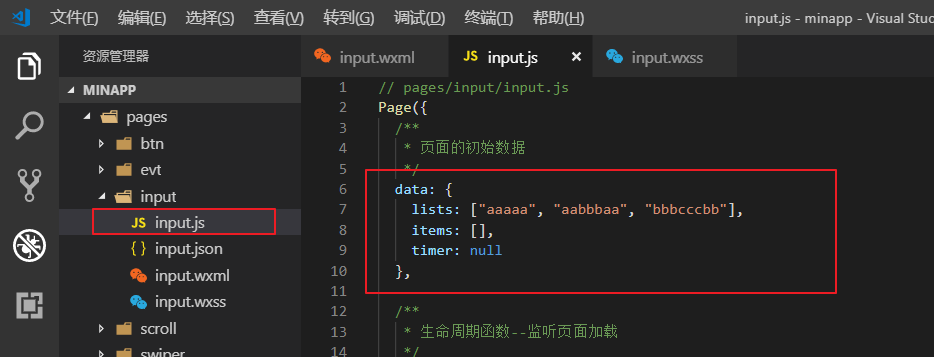 文件(F) 编辑(E) 选择(S) 查看(V) 转到(G) 调试(D) 终端(T) 帮助(H) input.js - minapp - Visual Stu
资源管理器
MINAPP
pages
btn
evt
input
JS input.js
{ } input.json
input.wxml
input.wxss
scroll
swiper
input.wxml JS input.js × input.wxss
1 // pages/input/input.js
2 Page({
3 /**
4 * 页面的初始数据
5 */
6 data: {
7 lists: ["aaaaa", "aabbbaa", "bbbcccbb"],
8 items: [],
9 timer: null
10 },
11
12 /**
13 * 生命周期函数--监听页面加载
14 */